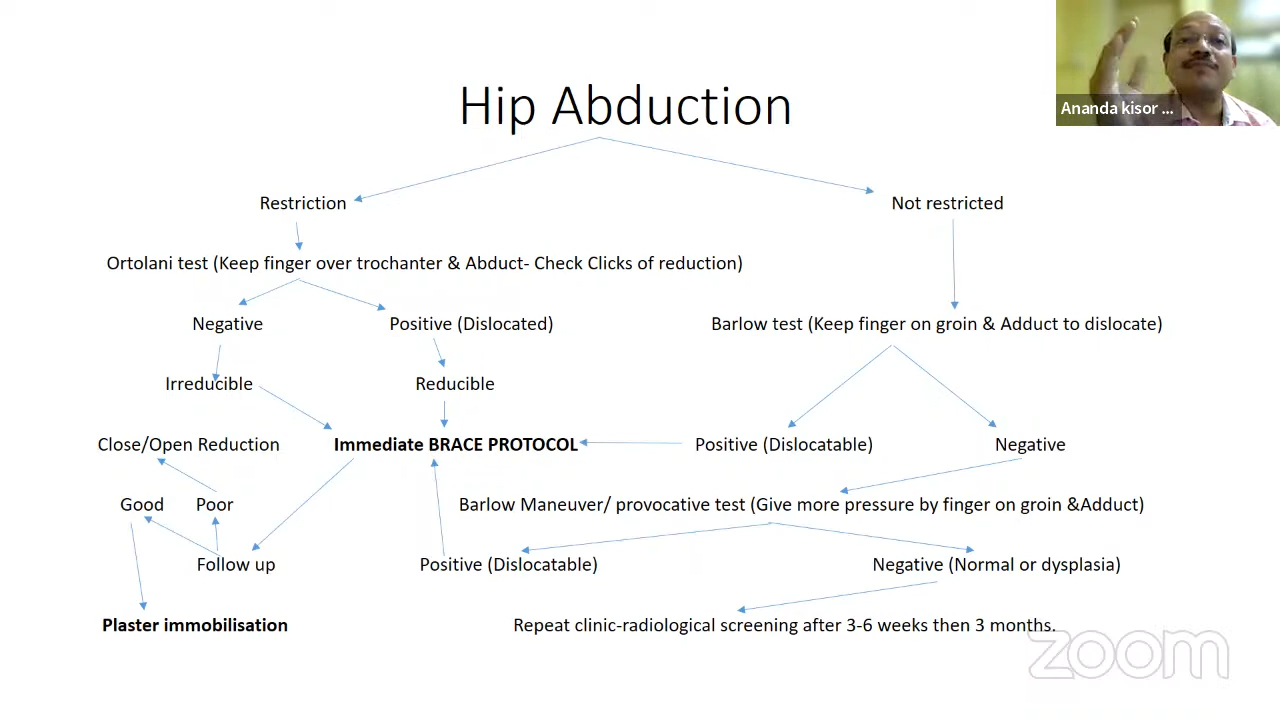 Ananda kisor ...
Hip Abduction
Restriction
Not restricted
Ortolani test (Keep finger over trochanter & Abduct- Check Clicks of reduction)
Negative
Positive (Dislocated)
Barlow test (Keep finger on groin & Adduct to dislocate)
Irreducible
Reducible
Close/Open Reduction
Immediate BRACE PROTOCOL
Positive (Dislocatable)
Negative
Good
Poor
Barlow Maneuver/ provocative test (Give more pressure by finger on groin &Adduct)
Follow up
Positive (Dislocatable)
Negative (Normal or dysplasia)
Plaster immobilisation
Repeat clinic-radiological screening after 3-6 weeks then 3 months.
zoom